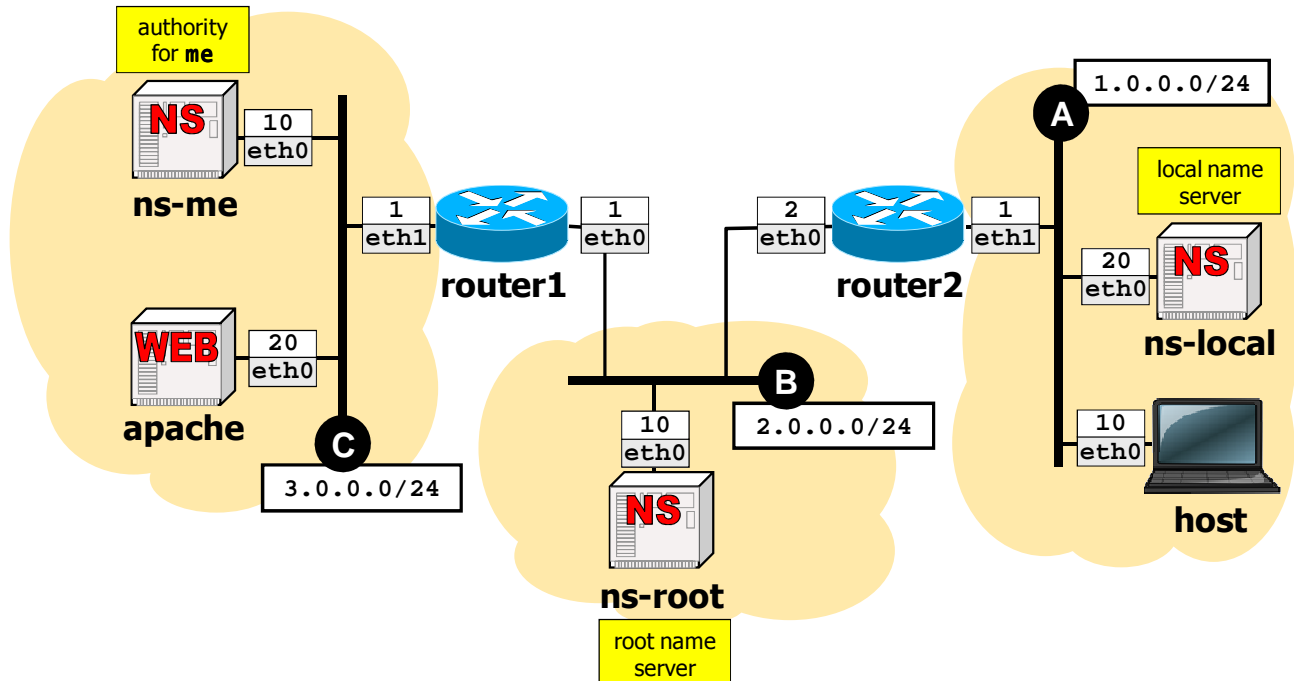 authority
for me
NS
10
eth0
ns-me
WEB
20
eth0
apache
C
3.0.0.0/24
1
eth1
router1
1
eth0
2
eth0
router2
1
eth1
B
2.0.0.0/24
10
eth0
NS
ns-root
root name
server
A
1.0.0.0/24
local name
server
20
eth0
NS
ns-local
10
eth0
host